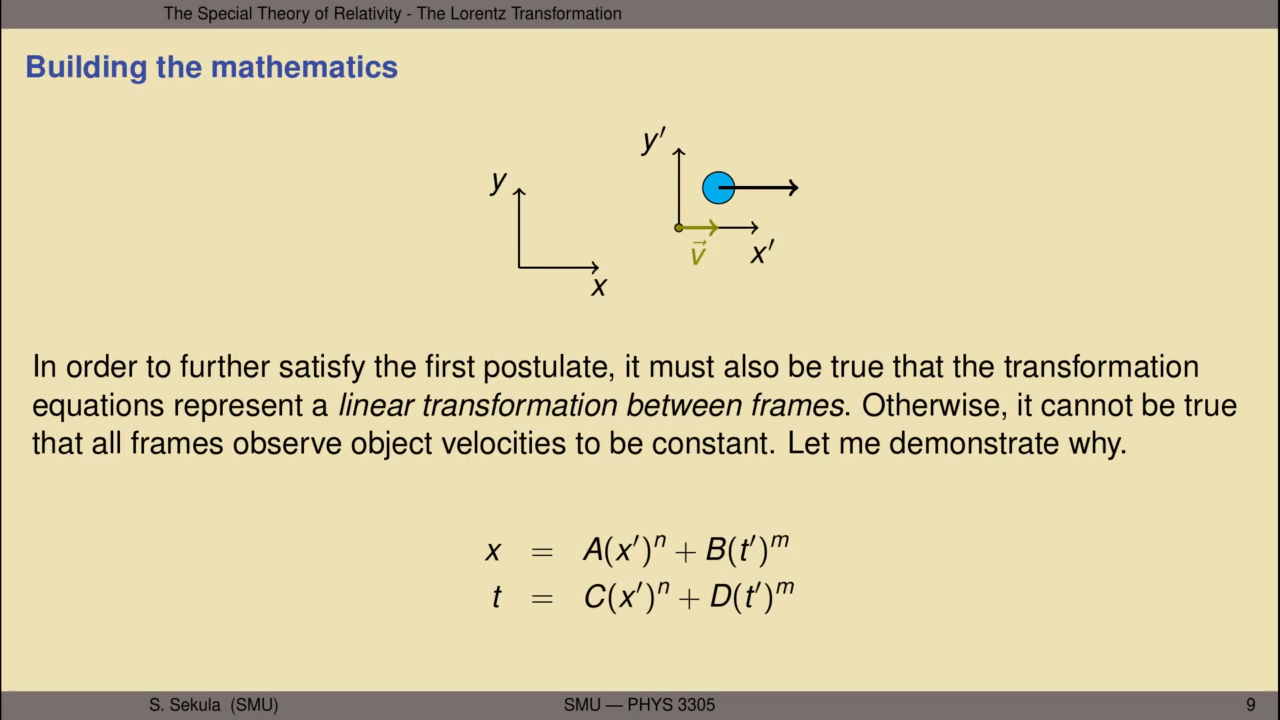 The Special Theory of Relativity - The Lorentz Transformation
Building the mathematics
y′
y
v⃗
x′
x
In order to further satisfy the first postulate, it must also be true that the transformation
equations represent a linear transformation between frames. Otherwise, it cannot be true
that all frames observe object velocities to be constant. Let me demonstrate why.
x = A(x′)ⁿ + B(t′)ᵐ
t = C(x′)ⁿ + D(t′)ᵐ
S. Sekula (SMU) SMU — PHYS 3305 9